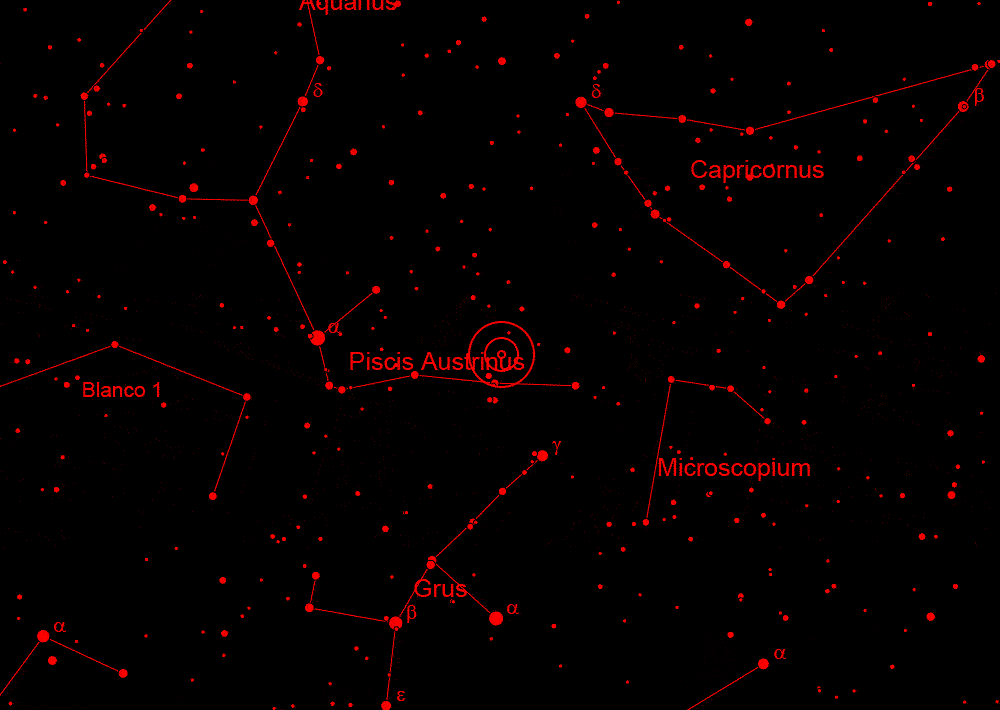 Aquarius
δ
δ
β
Capricornus
α
Piscis Austrinus
Blanco 1
γ
Microscopium
Grus
β
α
α
α
ε